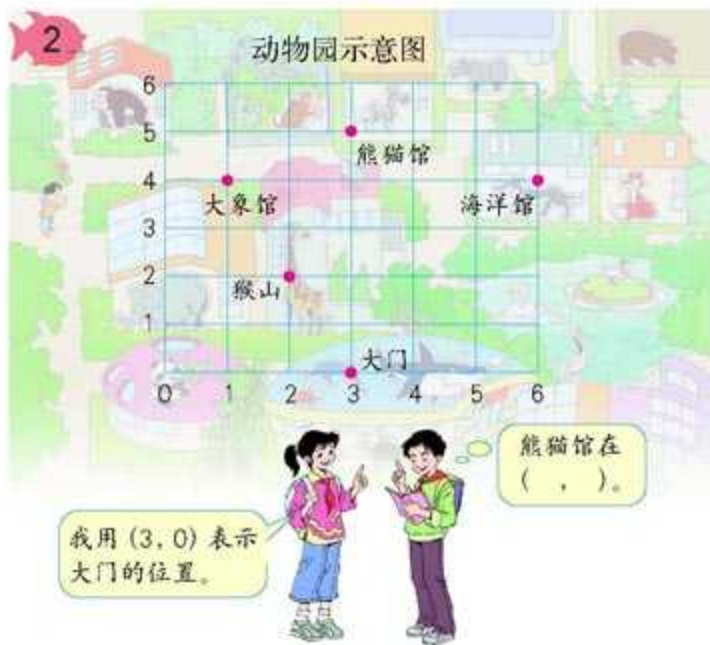 2
动物园示意图
6
5
熊猫馆
4
大象馆
海洋馆
3
2
猴山
1
大门
0 1 2 3 4 5 6
熊猫馆在
( , )。
我用 (3, 0) 表示
大门的位置。